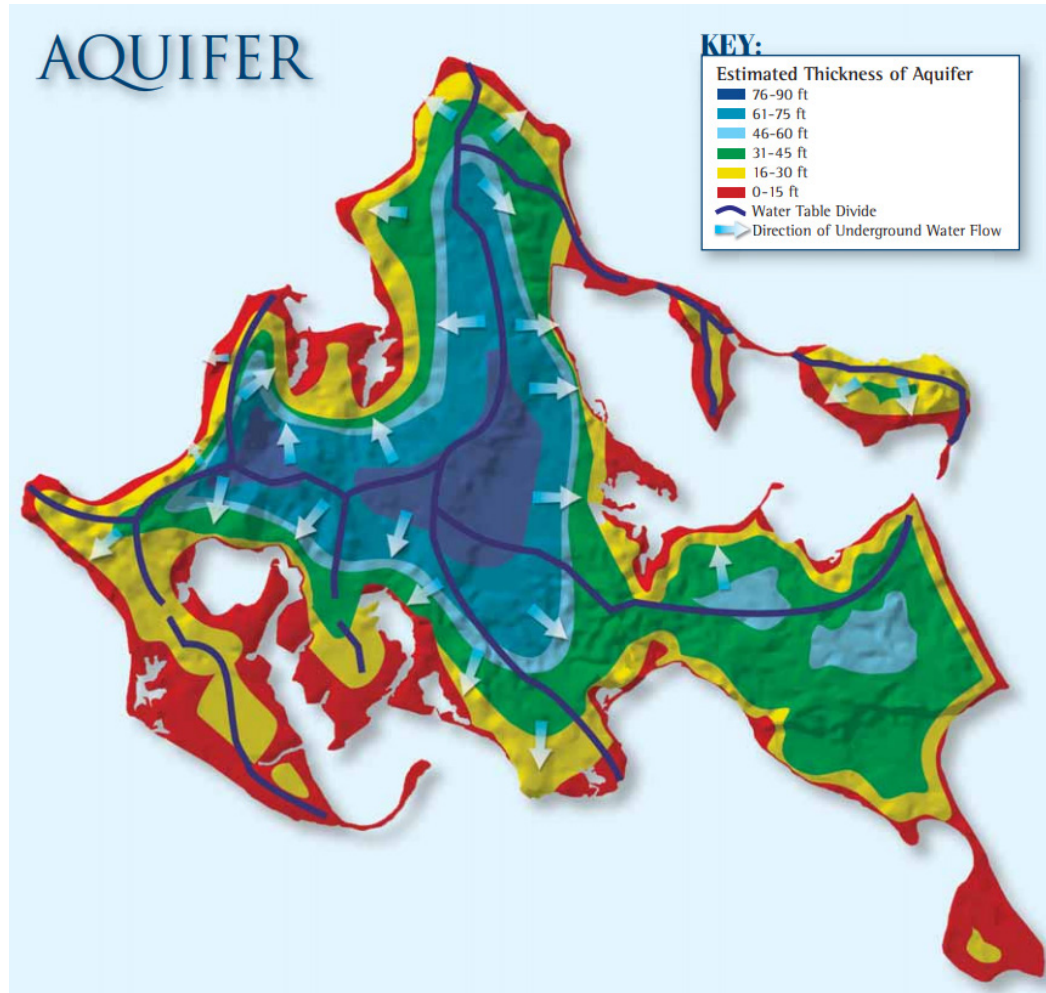 AQUIFER
KEY:
Estimated Thickness of Aquifer
76-90 ft
61-75 ft
46-60 ft
31-45 ft
16-30 ft
0-15 ft
Water Table Divide
Direction of Underground Water Flow